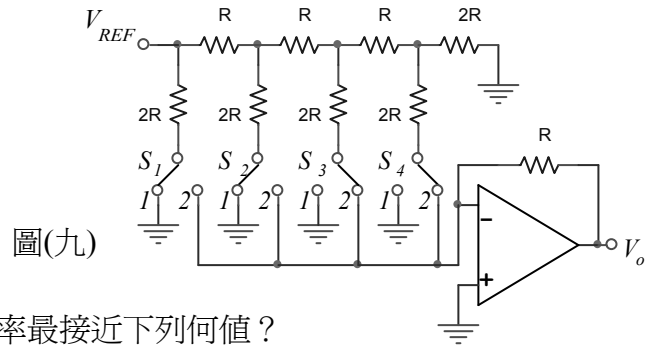 V_REF R R R 2R
2R 2R 2R 2R
S_1 S_2 S_3 S_4 R
1 2 1 2 1 2 1 2
圖(九) − V_o
+
率最接近下列何值？